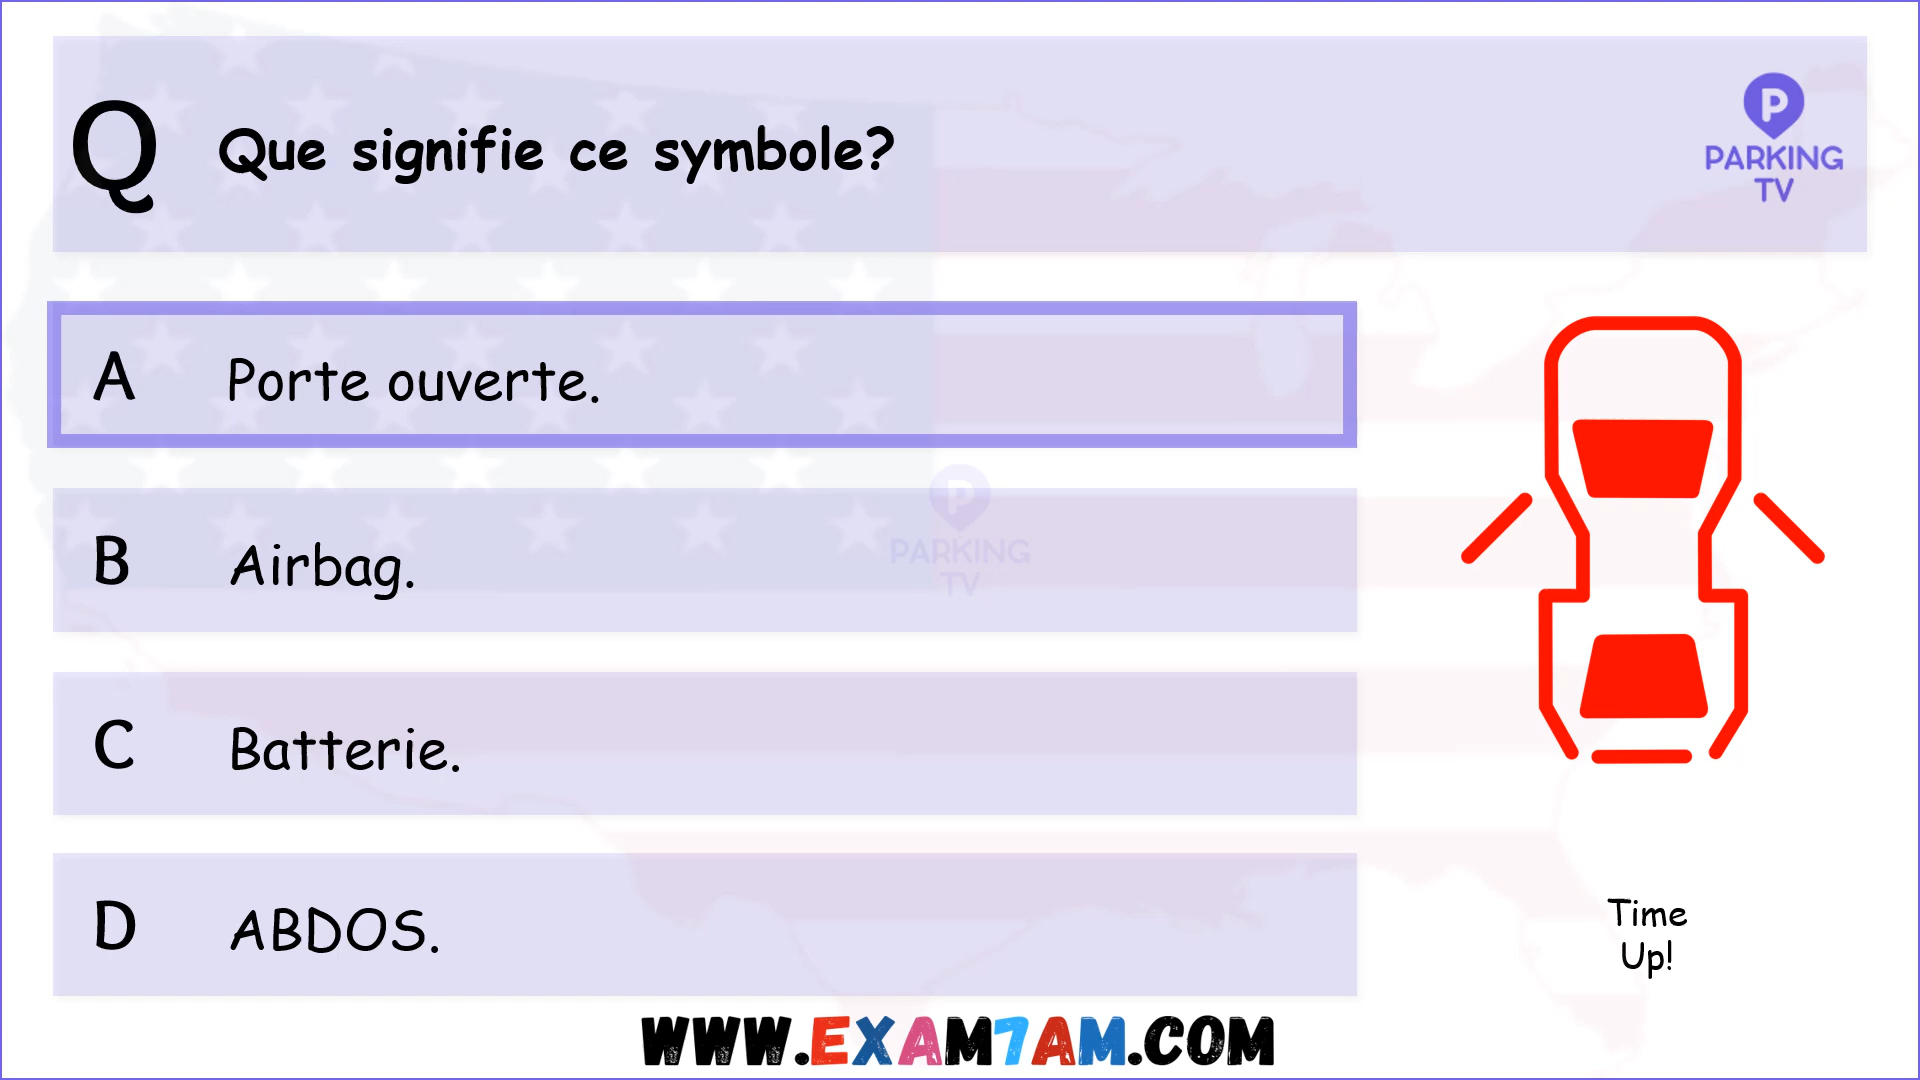 Q Que signifie ce symbole?
P
PARKING
TV
A Porte ouverte.
B Airbag.
P
PARKING
TV
C Batterie.
D ABDOS.
Time
Up!
WWW.EXAM7AM.COM